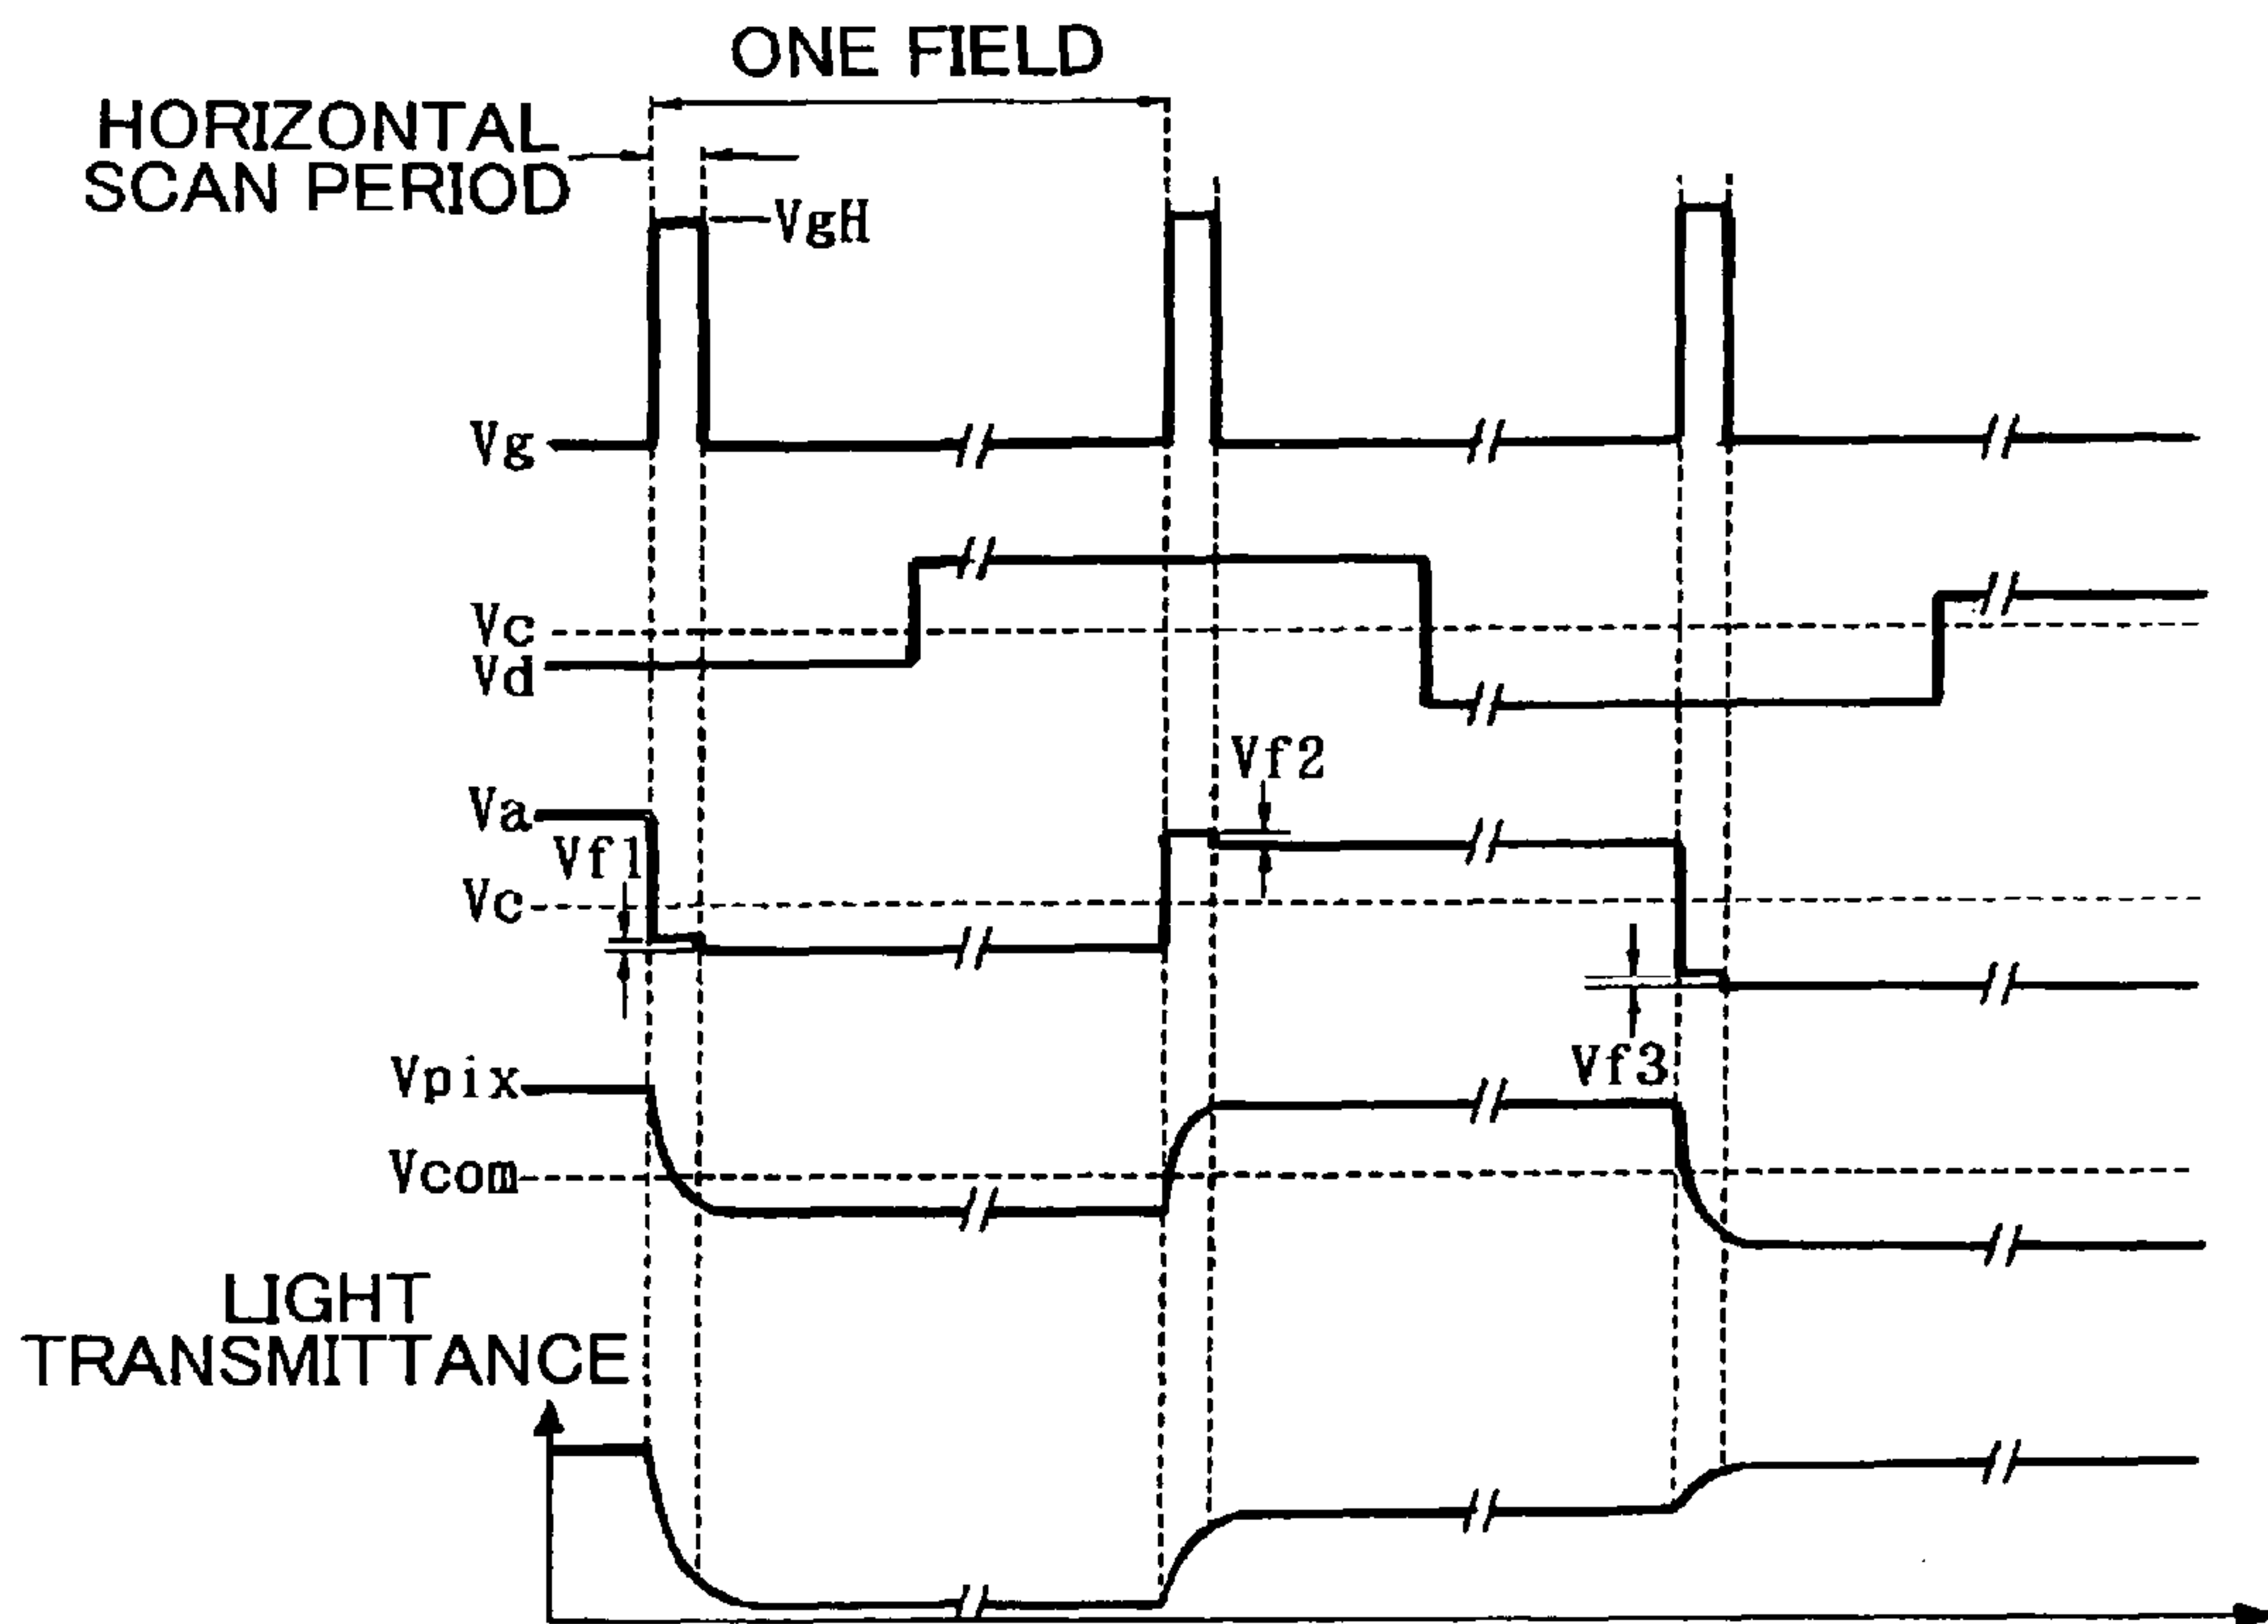 ONE FIELD
HORIZONTAL
SCAN PERIOD
VgH
Vg
Vc
Vd
Vf2
Va
Vf1
Vc
Vf3
Vpix
Vcom
LIGHT
TRANSMITTANCE